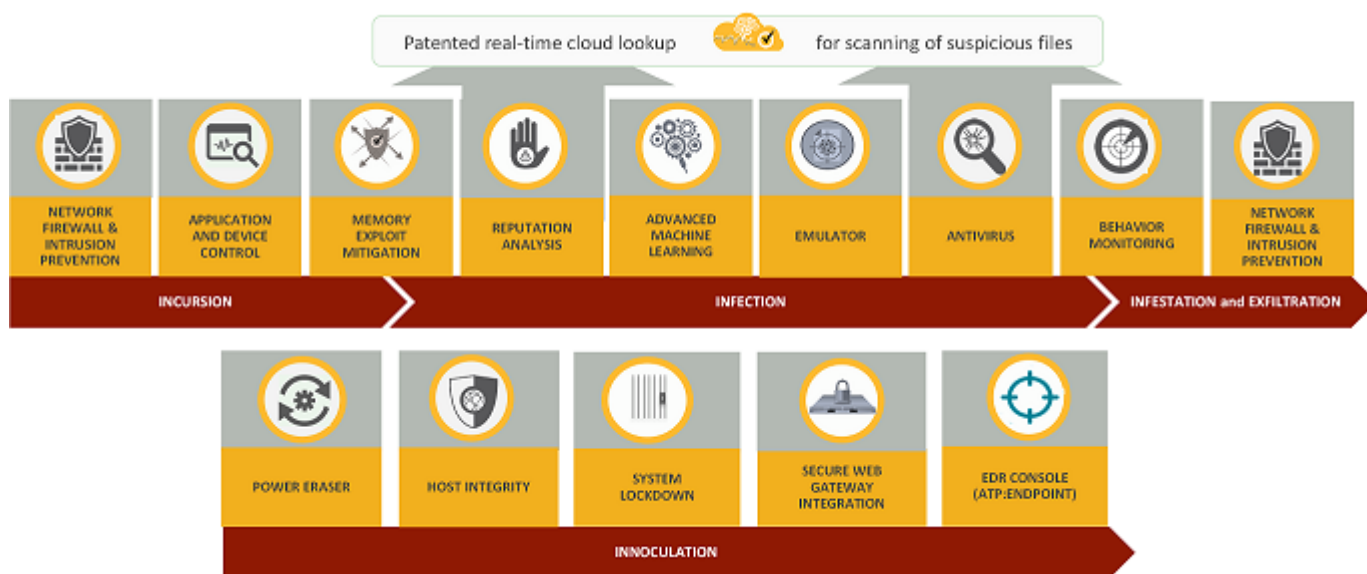 Patented real-time cloud lookup for scanning of suspicious files
NETWORK
FIREWALL &
INTRUSION
PREVENTION
APPLICATION
AND DEVICE
CONTROL
MEMORY
EXPLOIT
MITIGATION
REPUTATION
ANALYSIS
ADVANCED
MACHINE
LEARNING
EMULATOR
ANTIVIRUS
BEHAVIOR
MONITORING
NETWORK
FIREWALL &
INTRUSION
PREVENTION
INCURSION
INFECTION
INFESTATION and EXFILTRATION
POWER ERASER
HOST INTEGRITY
SYSTEM
LOCKDOWN
SECURE WEB
GATEWAY
INTEGRATION
EDR CONSOLE
(ATP:ENDPOINT)
INNOCULATION